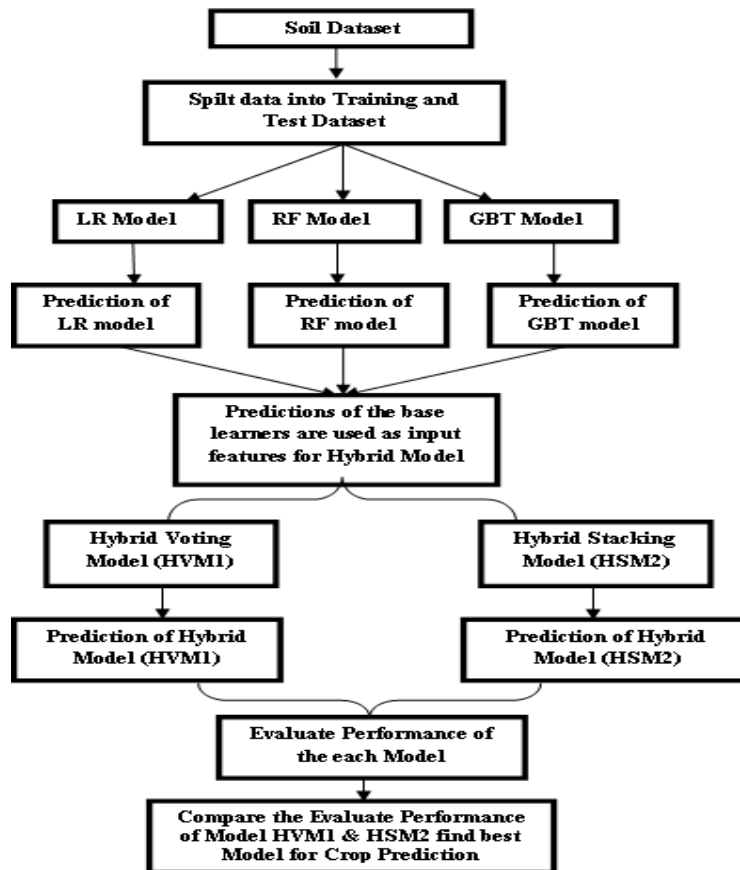 Soil Dataset
Spilt data into Training and
Test Dataset
LR Model
RF Model
GBT Model
Prediction of
LR model
Prediction of
RF model
Prediction of
GBT model
Predictions of the base
learners are used as input
features for Hybrid Model
Hybrid Voting
Model (HVM1)
Hybrid Stacking
Model (HSM2)
Prediction of Hybrid
Model (HVM1)
Prediction of Hybrid
Model (HSM2)
Evaluate Performance of
the each Model
Compare the Evaluate Performance
of Model HVM1 & HSM2 find best
Model for Crop Prediction